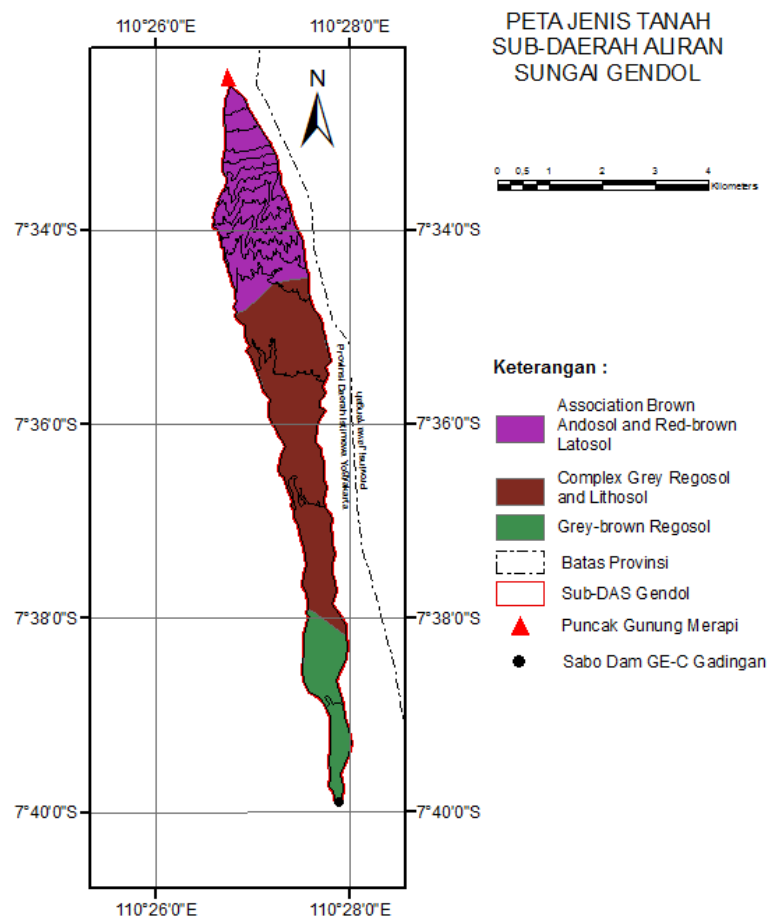 PETA JENIS TANAH
SUB-DAERAH ALIRAN
SUNGAI GENDOL
110°26'0"E
110°28'0"E
N
0 0,5 1 2 3 4
Kilometers
7°34'0"S
7°34'0"S
7°36'0"S
7°36'0"S
7°38'0"S
7°38'0"S
7°40'0"S
7°40'0"S
Provinsi Jawa Tengah
Provinsi Daerah Istimewa Yogyakarta
Keterangan :
Association Brown
Andosol and Red-brown
Latosol
Complex Grey Regosol
and Lithosol
Grey-brown Regosol
Batas Provinsi
Sub-DAS Gendol
Puncak Gunung Merapi
Sabo Dam GE-C Gadingan
110°26'0"E
110°28'0"E